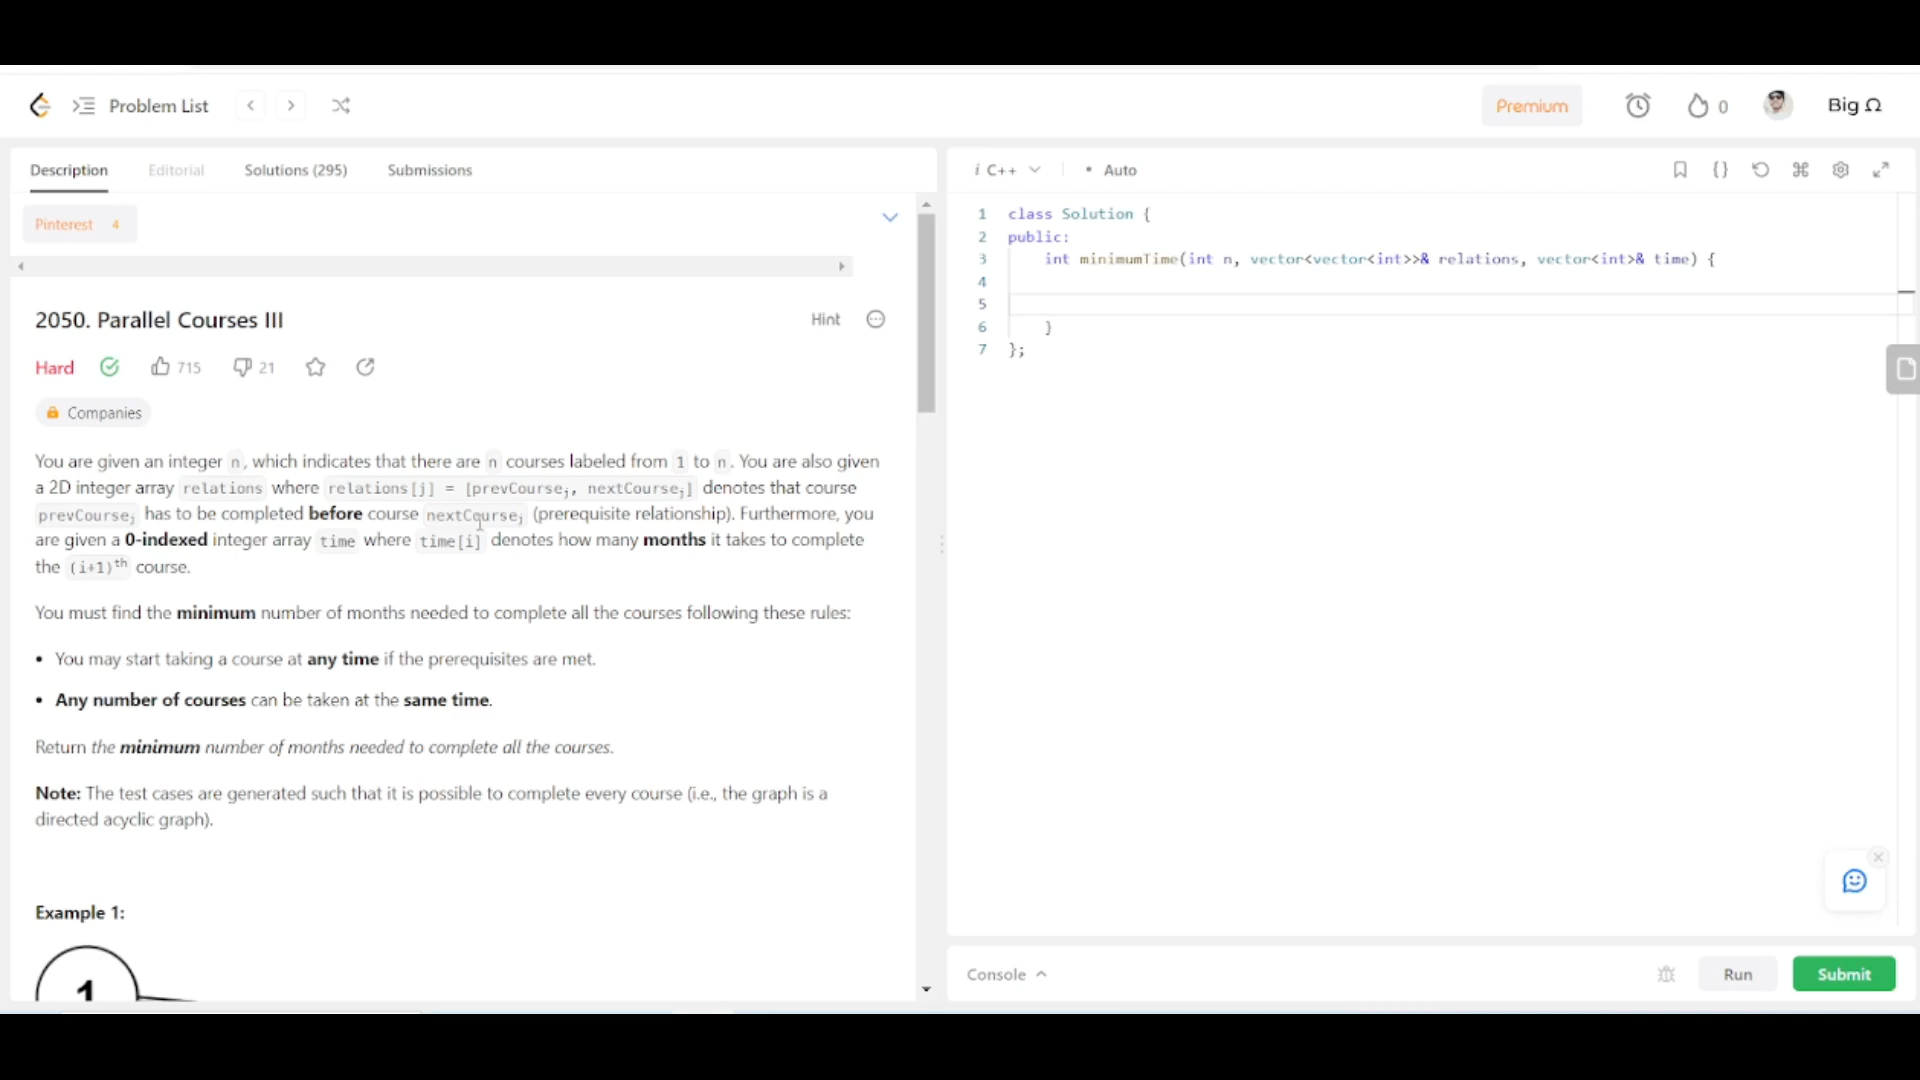 Problem List
Premium
0
Big Ω
Description Editorial Solutions (295) Submissions
Pinterest 4
2050. Parallel Courses III
Hint
Hard 715 21
Companies
You are given an integer n, which indicates that there are n courses labeled from 1 to n. You are also given
a 2D integer array relations where relations[j] = [prevCoursej, nextCoursej] denotes that course
prevCoursej has to be completed before course nextCoursej (prerequisite relationship). Furthermore, you
are given a 0-indexed integer array time where time[i] denotes how many months it takes to complete
the (i+1)th course.
You must find the minimum number of months needed to complete all the courses following these rules:
• You may start taking a course at any time if the prerequisites are met.
• Any number of courses can be taken at the same time.
Return the minimum number of months needed to complete all the courses.
Note: The test cases are generated such that it is possible to complete every course (i.e., the graph is a
directed acyclic graph).
Example 1:
1
i C++ • Auto
{}
1 class Solution {
2 public:
3 int minimumTime(int n, vector<vector<int>>& relations, vector<int>& time) {
4
5
6 }
7 };
Console
Run
Submit